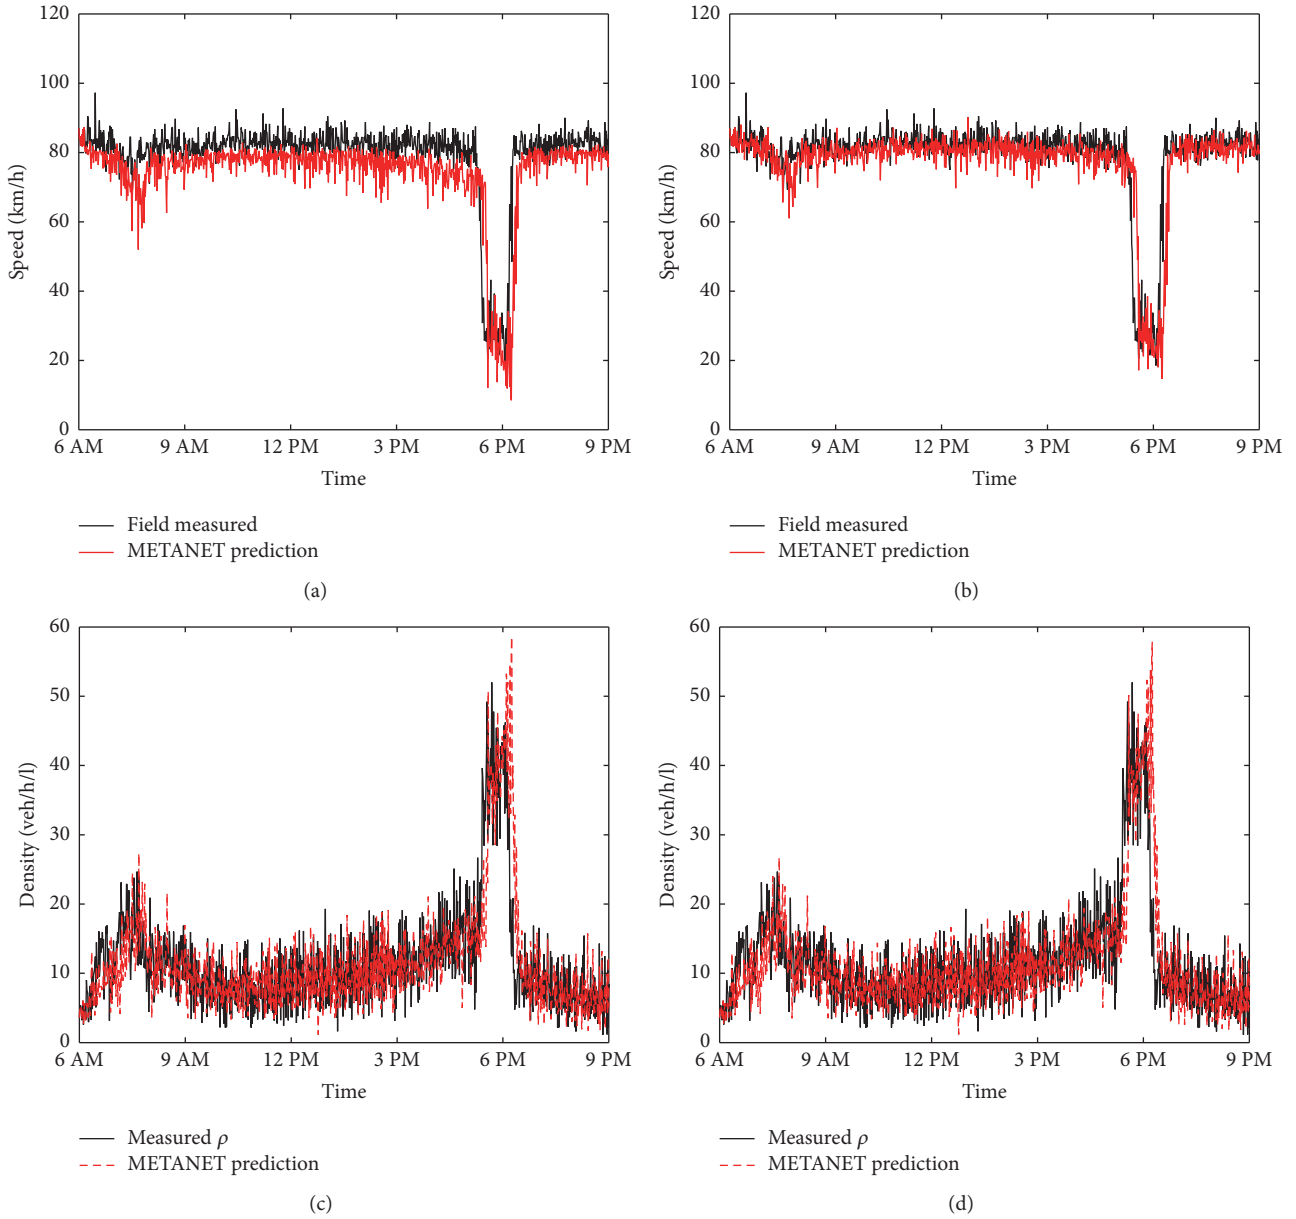 120
100
80
60
40
20
0
Speed (km/h)
6 AM 9 AM 12 PM 3 PM 6 PM 9 PM
Time
Field measured
METANET prediction
(a)
120
100
80
60
40
20
0
Speed (km/h)
6 AM 9 AM 12 PM 3 PM 6 PM 9 PM
Time
Field measured
METANET prediction
(b)
60
50
40
30
20
10
0
Density (veh/h/l)
6 AM 9 AM 12 PM 3 PM 6 PM 9 PM
Time
Measured ρ
METANET prediction
(c)
60
50
40
30
20
10
0
Density (veh/h/l)
6 AM 9 AM 12 PM 3 PM 6 PM 9 PM
Time
Measured ρ
METANET prediction
(d)